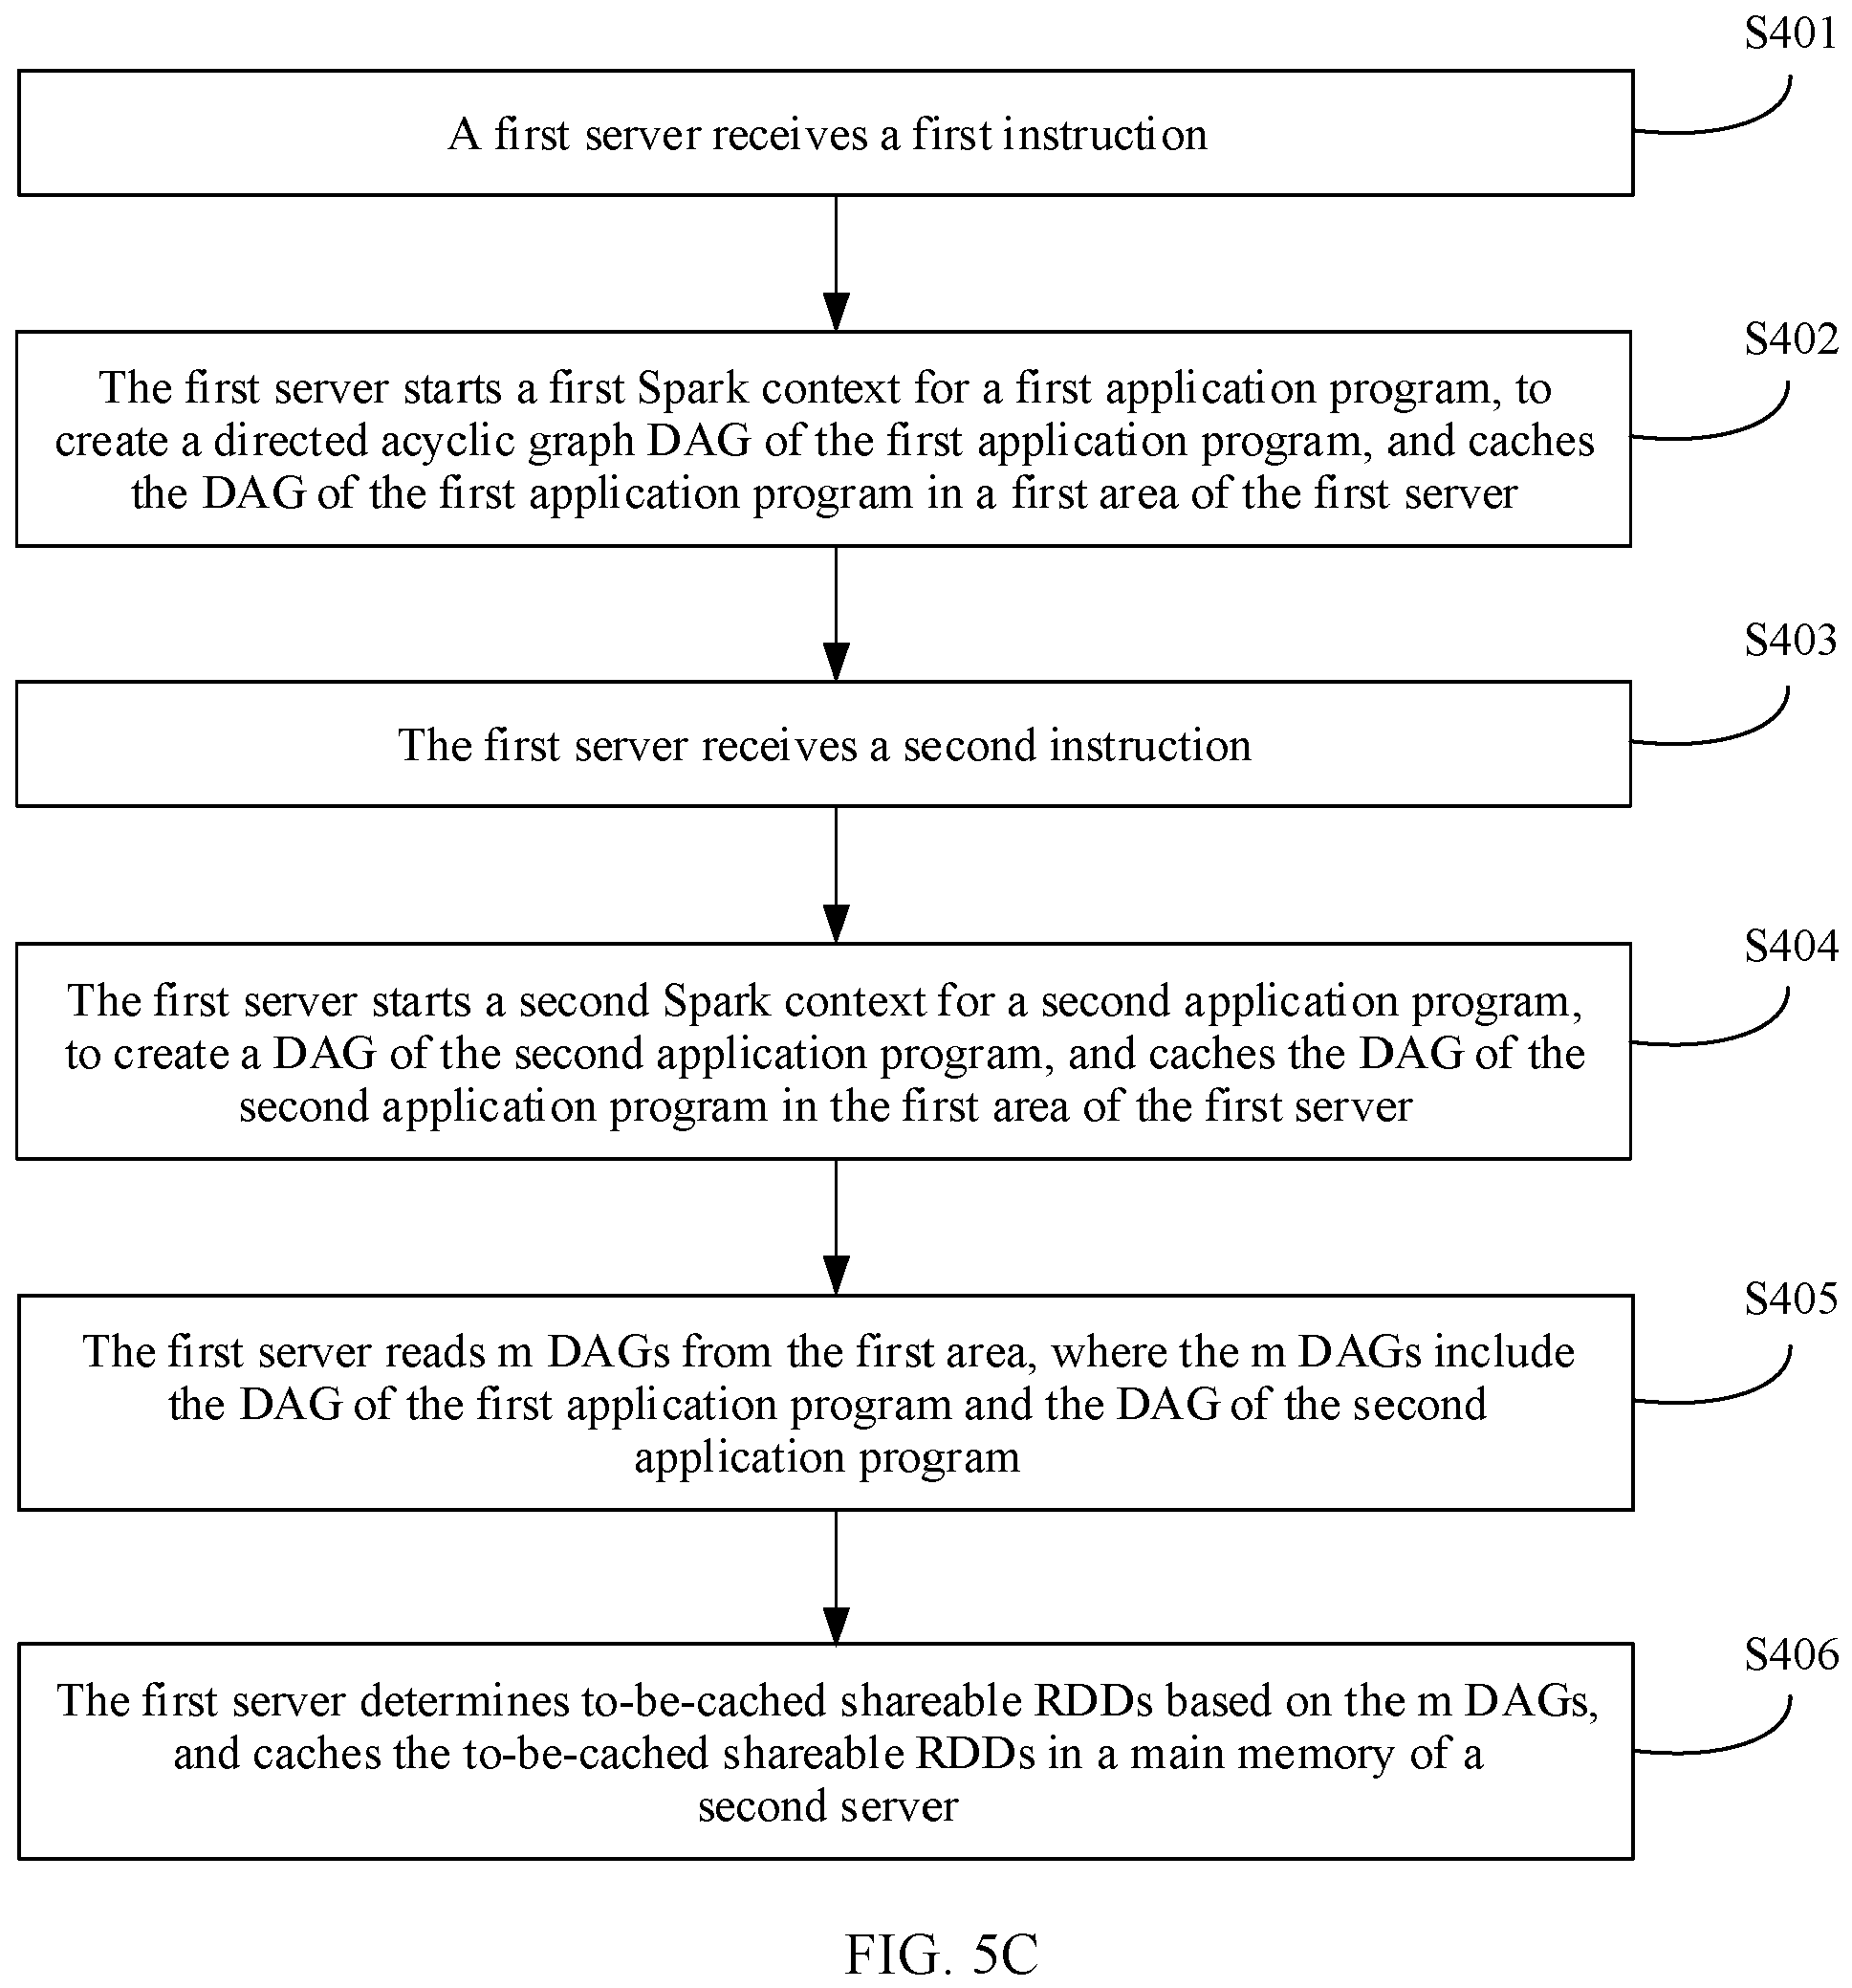 S401
A first server receives a first instruction
S402
The first server starts a first Spark context for a first application program, to
create a directed acyclic graph DAG of the first application program, and caches
the DAG of the first application program in a first area of the first server
S403
The first server receives a second instruction
S404
The first server starts a second Spark context for a second application program,
to create a DAG of the second application program, and caches the DAG of the
second application program in the first area of the first server
S405
The first server reads m DAGs from the first area, where the m DAGs include
the DAG of the first application program and the DAG of the second
application program
S406
The first server determines to-be-cached shareable RDDs based on the m DAGs,
and caches the to-be-cached shareable RDDs in a main memory of a
second server
FIG. 5C